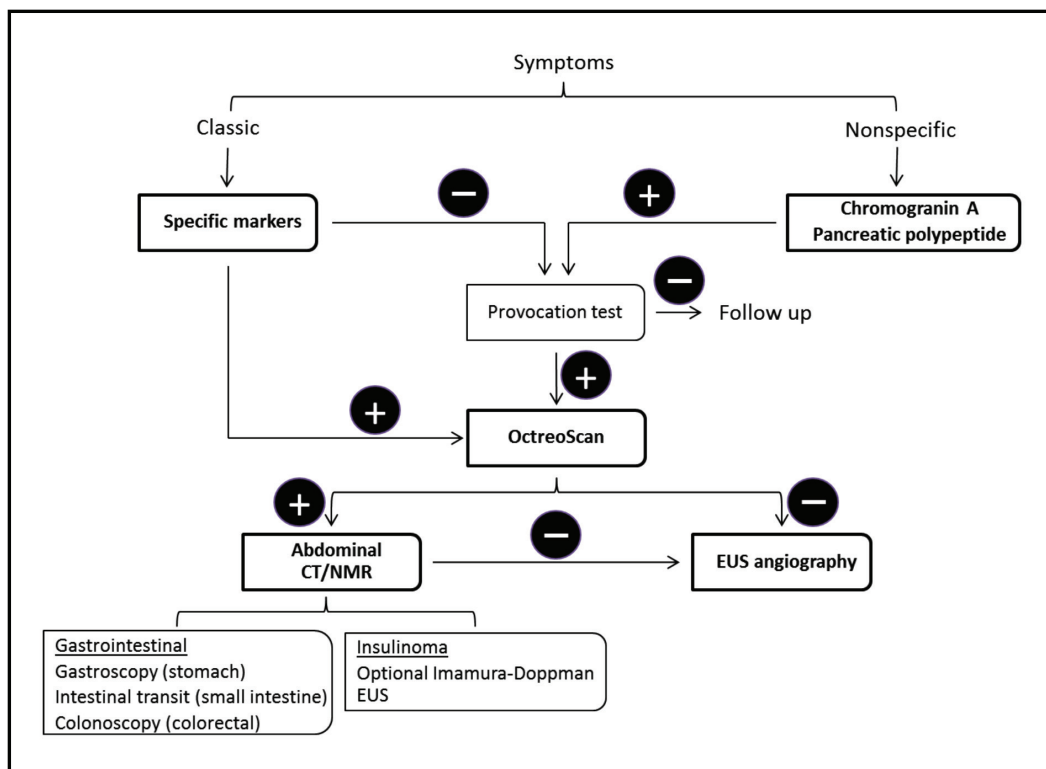 Symptoms
Classic
Nonspecific
Specific markers
−
+
Chromogranin A
Pancreatic polypeptide
Provocation test
−
Follow up
+
+
OctreoScan
+
−
Abdominal
CT/NMR
−
EUS angiography
Gastrointestinal
Gastroscopy (stomach)
Intestinal transit (small intestine)
Colonoscopy (colorectal)
Insulinoma
Optional Imamura-Doppman
EUS